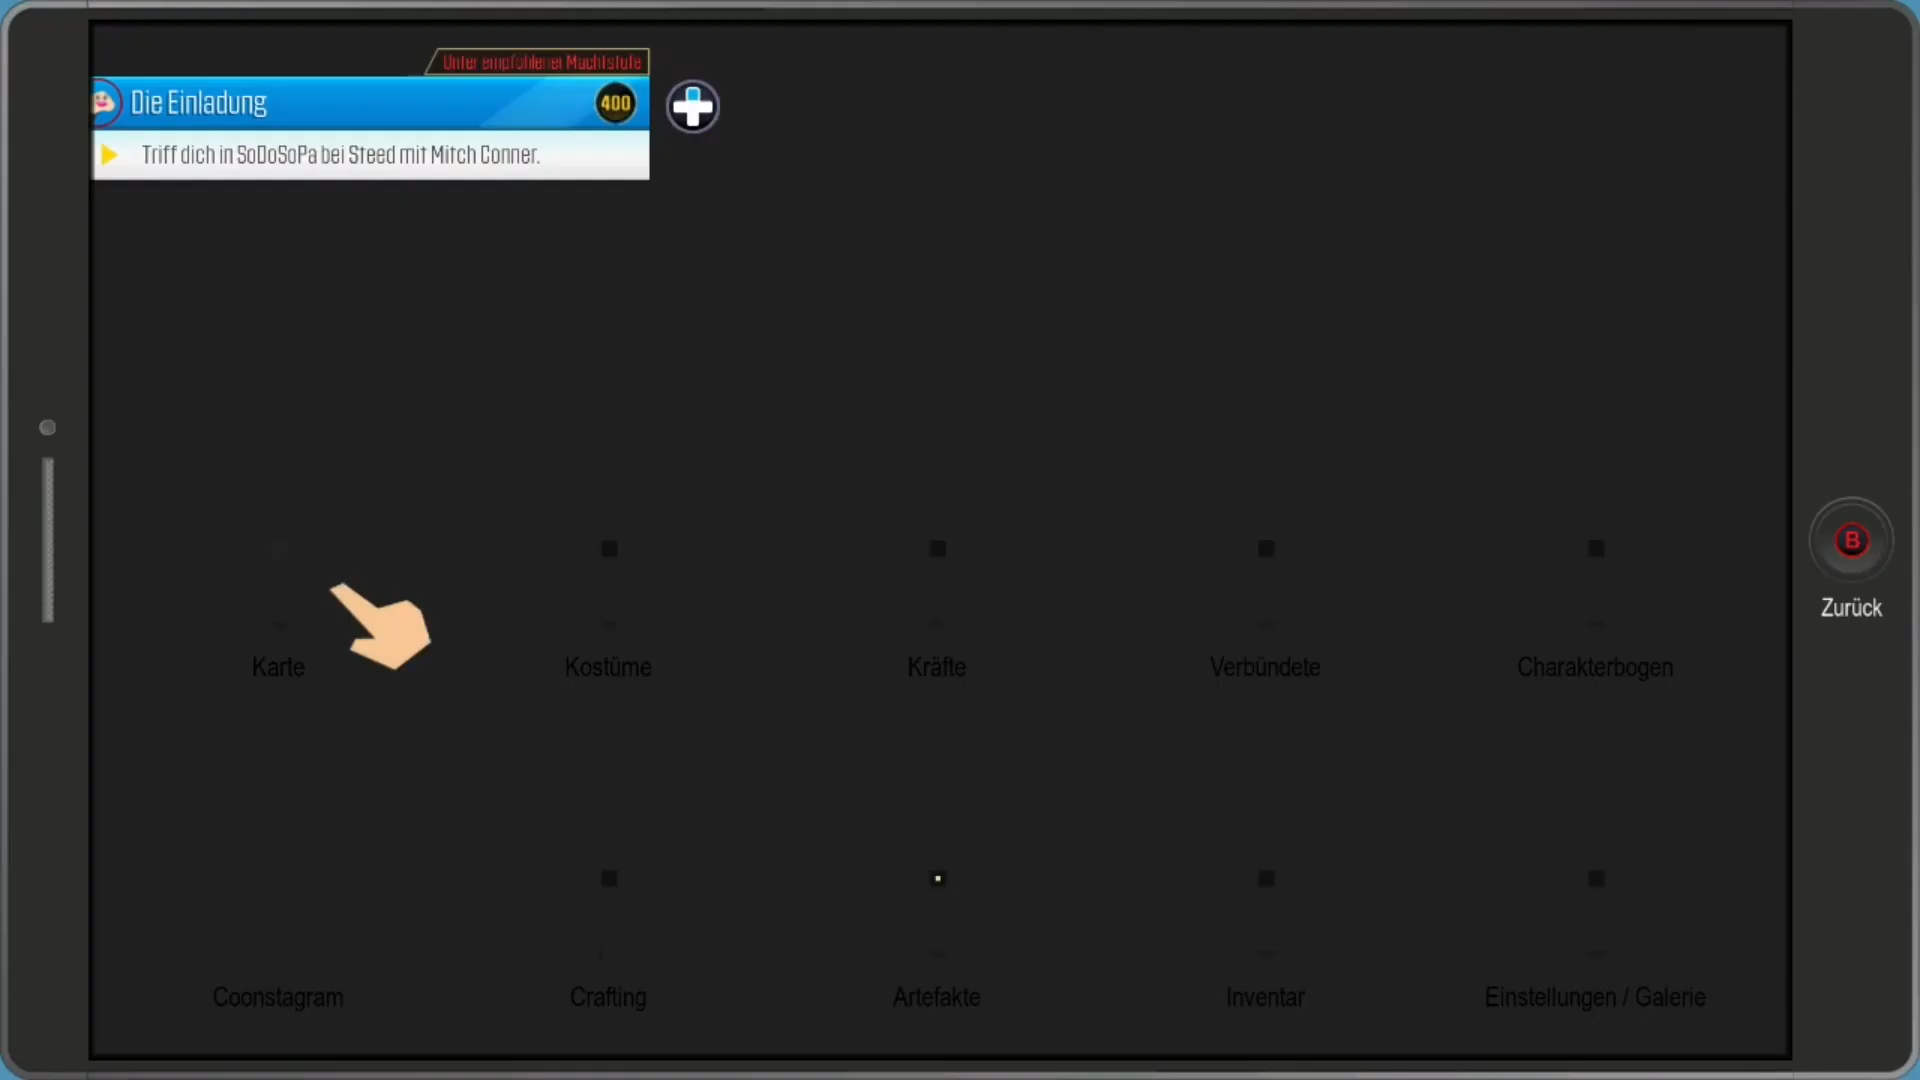 Unter empfohlener Machtstufe
Die Einladung 400
Triff dich in SoDoSoPa bei Steed mit Mitch Conner.
B
Zurück
Karte Kostüme Kräfte Verbündete Charakterbogen
Coonstagram Crafting Artefakte Inventar Einstellungen / Galerie